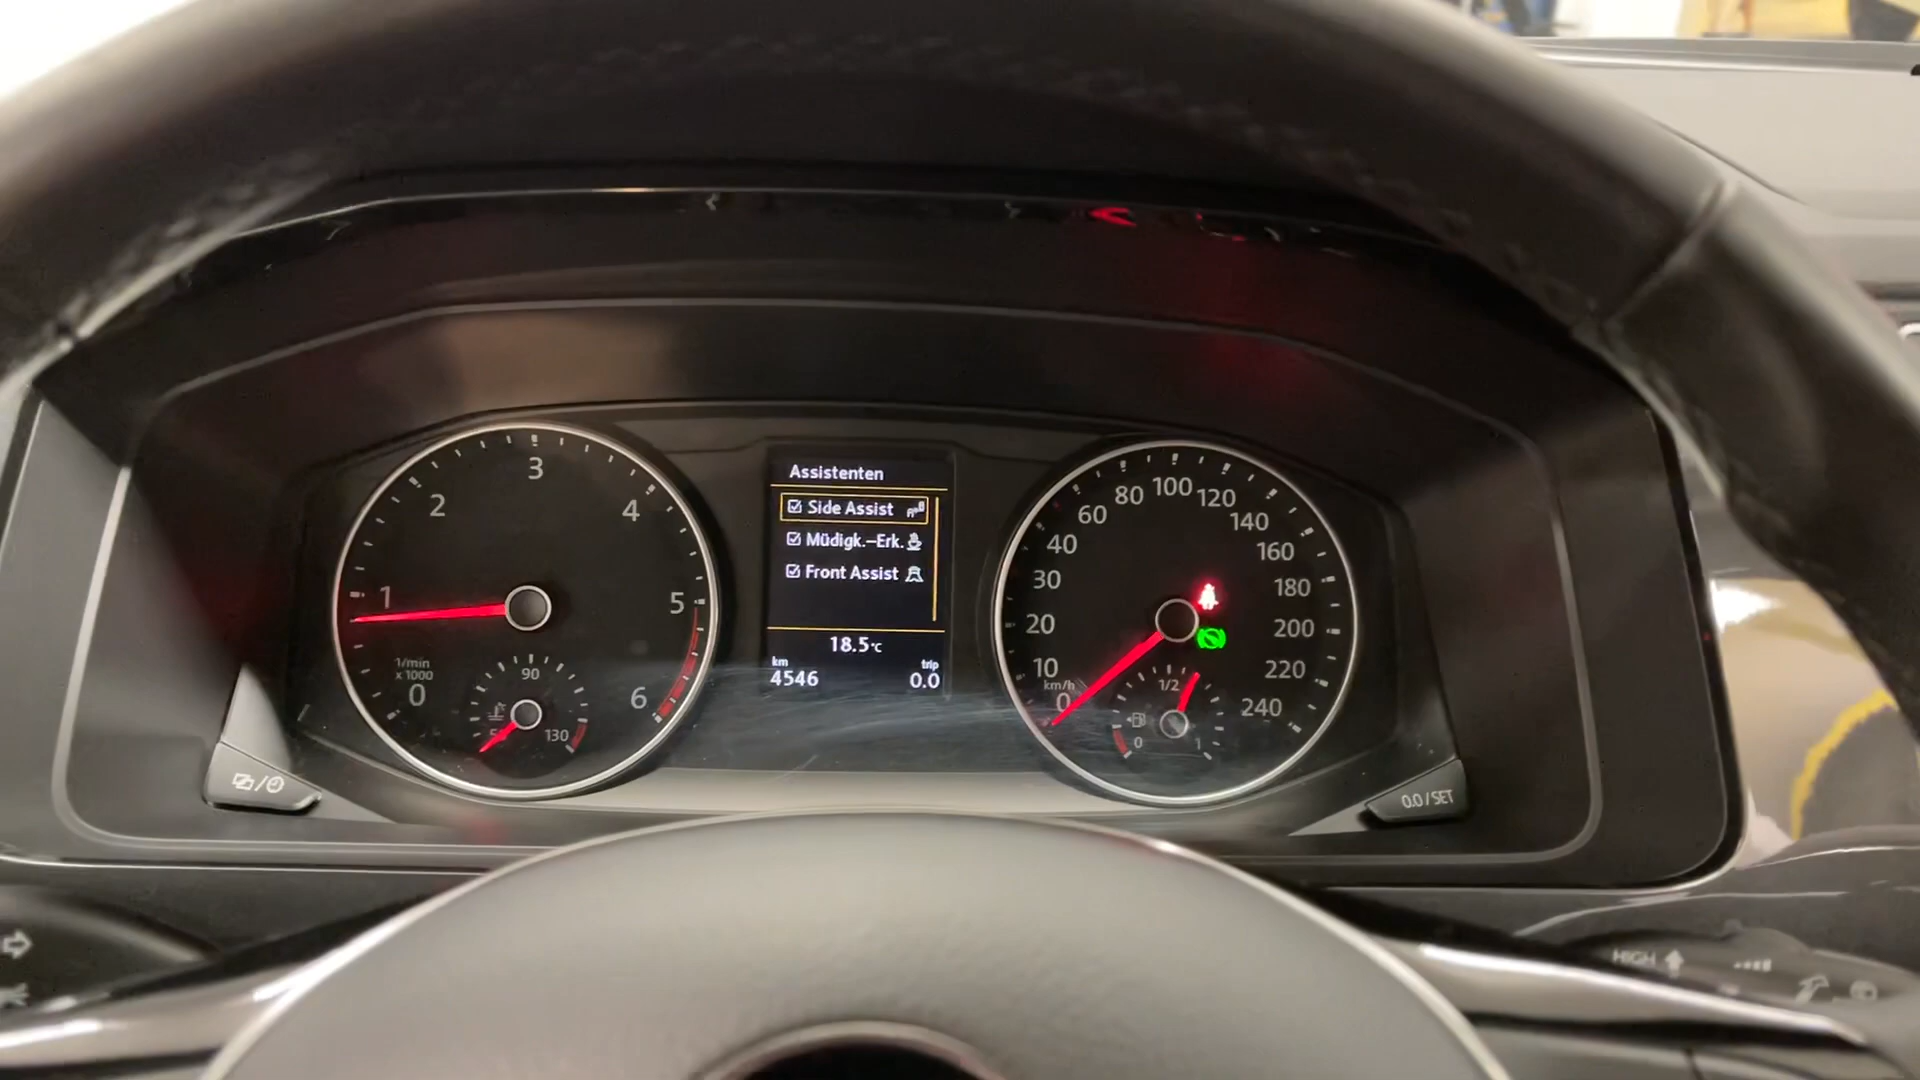 Assistenten
Side Assist
Müdigk.-Erk.
Front Assist
18.5°C
km
4546
trip
0.0
0
1
2
3
4
5
6
1/min
x 1000
90
130
0
10
20
30
40
60
80
100
120
140
160
180
200
220
240
km/h
1/2
0
1
0.0/SET
HIGH